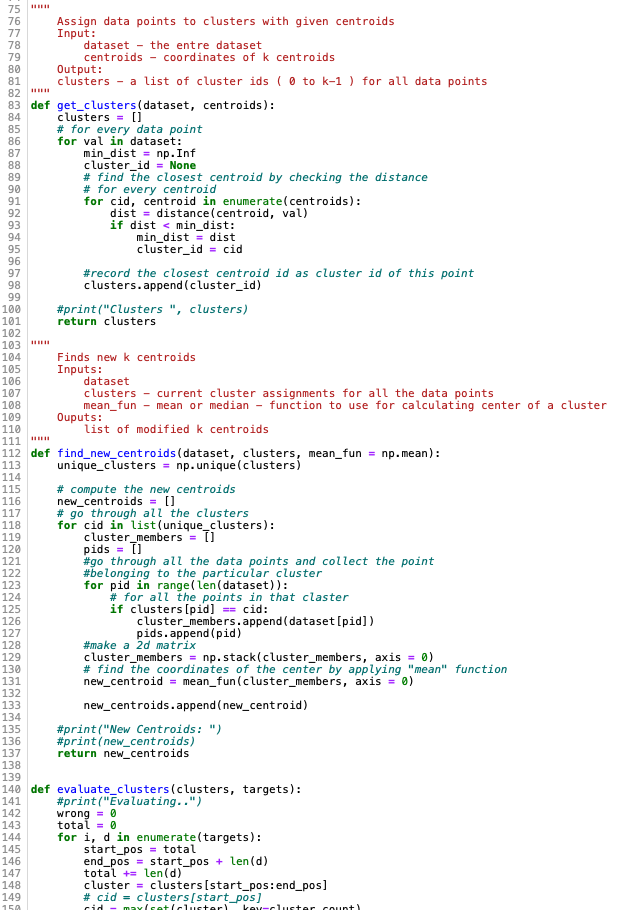 75 """
76     Assign data points to clusters with given centroids
77     Input:
78         dataset – the entre dataset
79         centroids – coordinates of k centroids
80     Output:
81     clusters – a list of cluster ids ( 0 to k–1 ) for all data points
82 """
83 def get_clusters(dataset, centroids):
84     clusters = []
85     # for every data point
86     for val in dataset:
87         min_dist = np.Inf
88         cluster_id = None
89         # find the closest centroid by checking the distance
90         # for every centroid
91         for cid, centroid in enumerate(centroids):
92             dist = distance(centroid, val)
93             if dist < min_dist:
94                 min_dist = dist
95                 cluster_id = cid
96
97         #record the closest centroid id as cluster id of this point
98         clusters.append(cluster_id)
99
100     #print("Clusters ", clusters)
101     return clusters
102
103 """
104     Finds new k centroids
105     Inputs:
106         dataset
107         clusters – current cluster assignments for all the data points
108         mean_fun – mean or median – function to use for calculating center of a cluster
109     Ouputs:
110         list of modified k centroids
111 """
112 def find_new_centroids(dataset, clusters, mean_fun = np.mean):
113     unique_clusters = np.unique(clusters)
114
115     # compute the new centroids
116     new_centroids = []
117     # go through all the clusters
118     for cid in list(unique_clusters):
119         cluster_members = []
120         pids = []
121         #go through all the data points and collect the point
122         #belonging to the particular cluster
123         for pid in range(len(dataset)):
124             # for all the points in that claster
125             if clusters[pid] == cid:
126                 cluster_members.append(dataset[pid])
127                 pids.append(pid)
128         #make a 2d matrix
129         cluster_members = np.stack(cluster_members, axis = 0)
130         # find the coordinates of the center by applying "mean" function
131         new_centroid = mean_fun(cluster_members, axis = 0)
132
133         new_centroids.append(new_centroid)
134
135     #print("New Centroids: ")
136     #print(new_centroids)
137     return new_centroids
138
139
140 def evaluate_clusters(clusters, targets):
141     #print("Evaluating..")
142     wrong = 0
143     total = 0
144     for i, d in enumerate(targets):
145         start_pos = total
146         end_pos = start_pos + len(d)
147         total += len(d)
148         cluster = clusters[start_pos:end_pos]
149         # cid = clusters[start_pos]
150         cid = max(set(cluster), key=cluster.count)